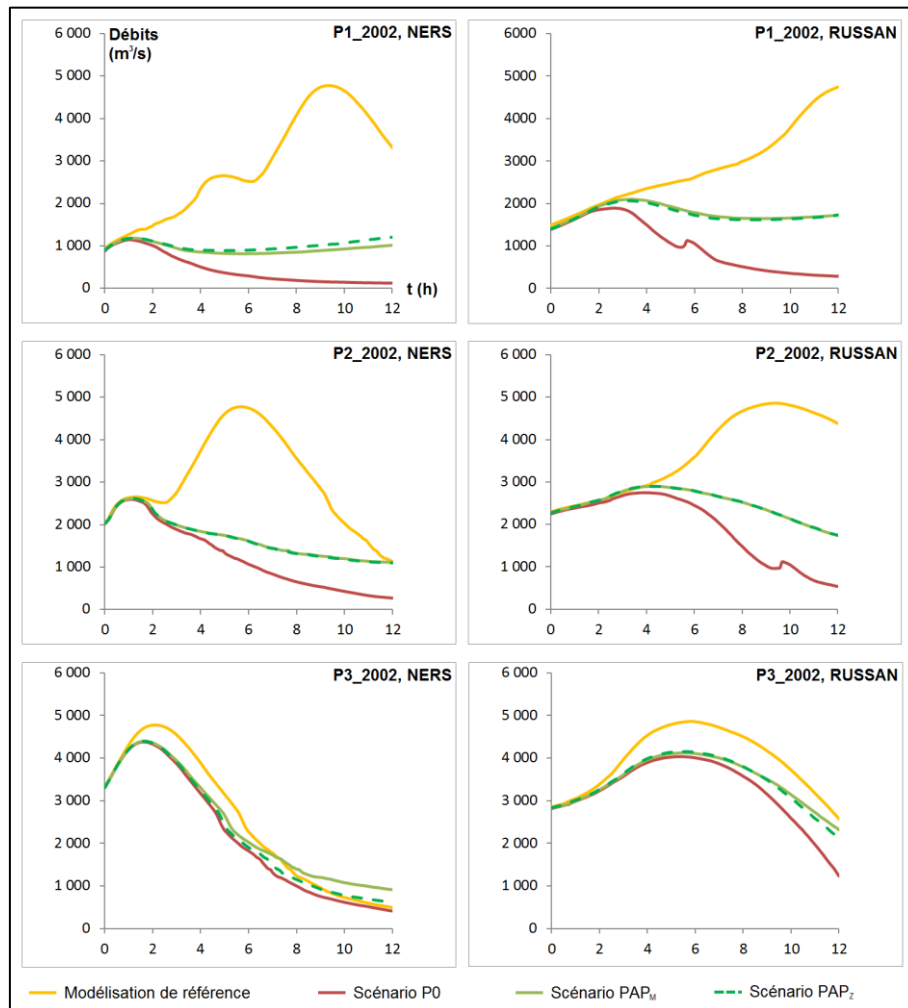 P1_2002, NERS
Débits
(m³/s)
6 000
5 000
4 000
3 000
2 000
1 000
0
0 2 4 6 8 10 12
t (h)
P1_2002, RUSSAN
6000
5000
4000
3000
2000
1000
0
0 2 4 6 8 10 12
P2_2002, NERS
6 000
5 000
4 000
3 000
2 000
1 000
0
0 2 4 6 8 10 12
P2_2002, RUSSAN
6 000
5 000
4 000
3 000
2 000
1 000
0
0 2 4 6 8 10 12
P3_2002, NERS
6 000
5 000
4 000
3 000
2 000
1 000
0
0 2 4 6 8 10 12
P3_2002, RUSSAN
6 000
5 000
4 000
3 000
2 000
1 000
0
0 2 4 6 8 10 12
Modélisation de référence Scénario P0 Scénario PAP_M Scénario PAP_Z